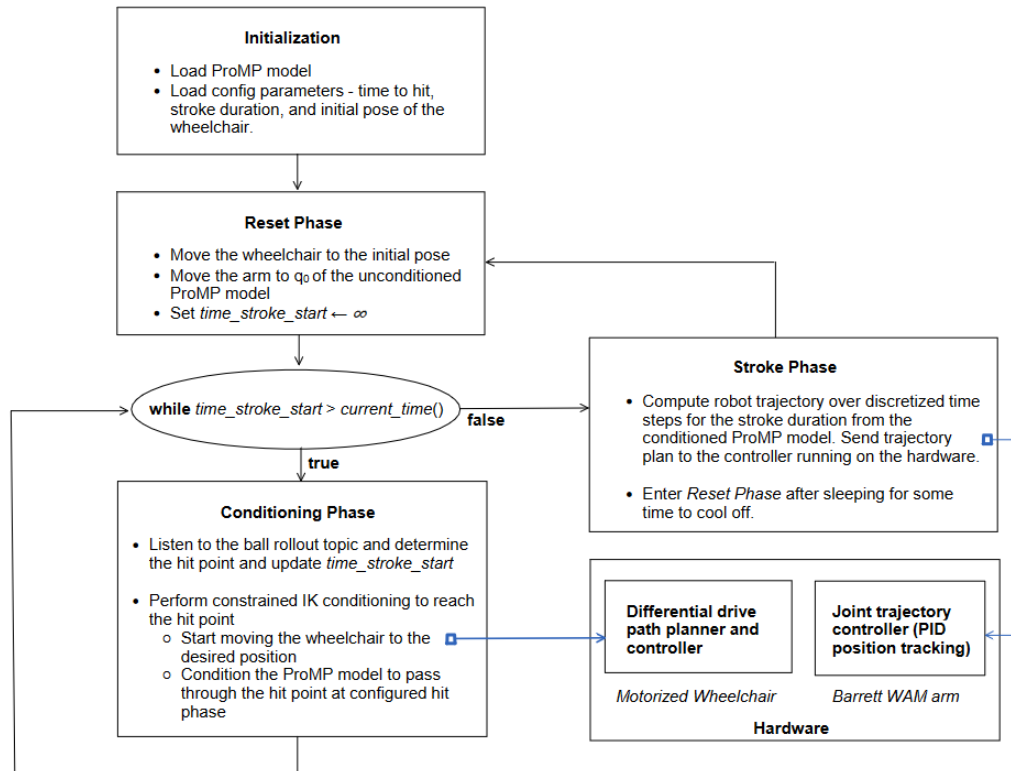 Initialization
• Load ProMP model
• Load config parameters - time to hit,
stroke duration, and initial pose of the
wheelchair.
Reset Phase
• Move the wheelchair to the initial pose
• Move the arm to q₀ of the unconditioned
ProMP model
• Set time_stroke_start ← ∞
while time_stroke_start > current_time()
false
true
Stroke Phase
• Compute robot trajectory over discretized time
steps for the stroke duration from the
conditioned ProMP model. Send trajectory
plan to the controller running on the hardware.
• Enter Reset Phase after sleeping for some
time to cool off.
Conditioning Phase
• Listen to the ball rollout topic and determine
the hit point and update time_stroke_start
• Perform constrained IK conditioning to reach
the hit point
○ Start moving the wheelchair to the
desired position
○ Condition the ProMP model to pass
through the hit point at configured hit
phase
Differential drive
path planner and
controller
Motorized Wheelchair
Joint trajectory
controller (PID
position tracking)
Barrett WAM arm
Hardware